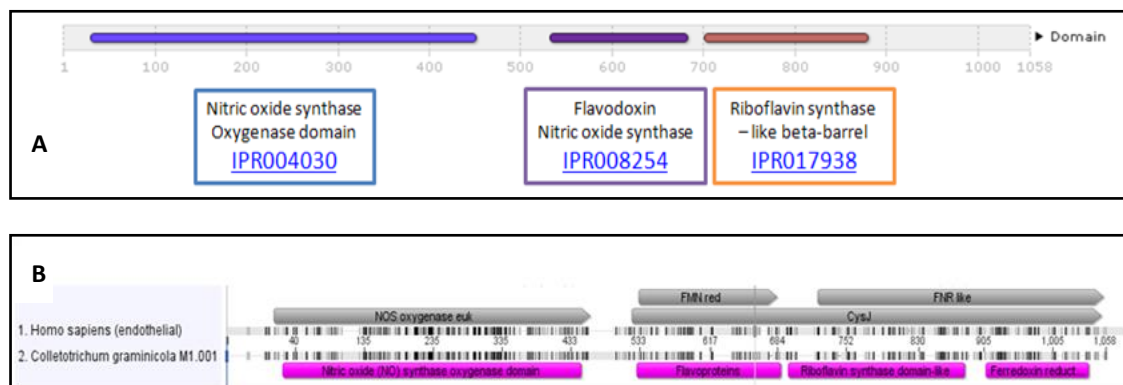 Domain
1 100 200 300 400 500 600 700 800 900 1000 1058
Nitric oxide synthase
Oxygenase domain
IPR004030
Flavodoxin
Nitric oxide synthase
IPR008254
Riboflavin synthase
– like beta-barrel
IPR017938
A
B
FMN red
FNR like
NOS oxygenase euk
CysJ
1. Homo sapiens (endothelial)
40 135 235 335 433 533 617 684 752 830 905 1,005 1,058
2. Colletotrichum graminicola M1.001
Nitric oxide (NO) synthase oxygenase domain
Flavoproteins
Riboflavin synthase domain-like
Ferredoxin reduct...